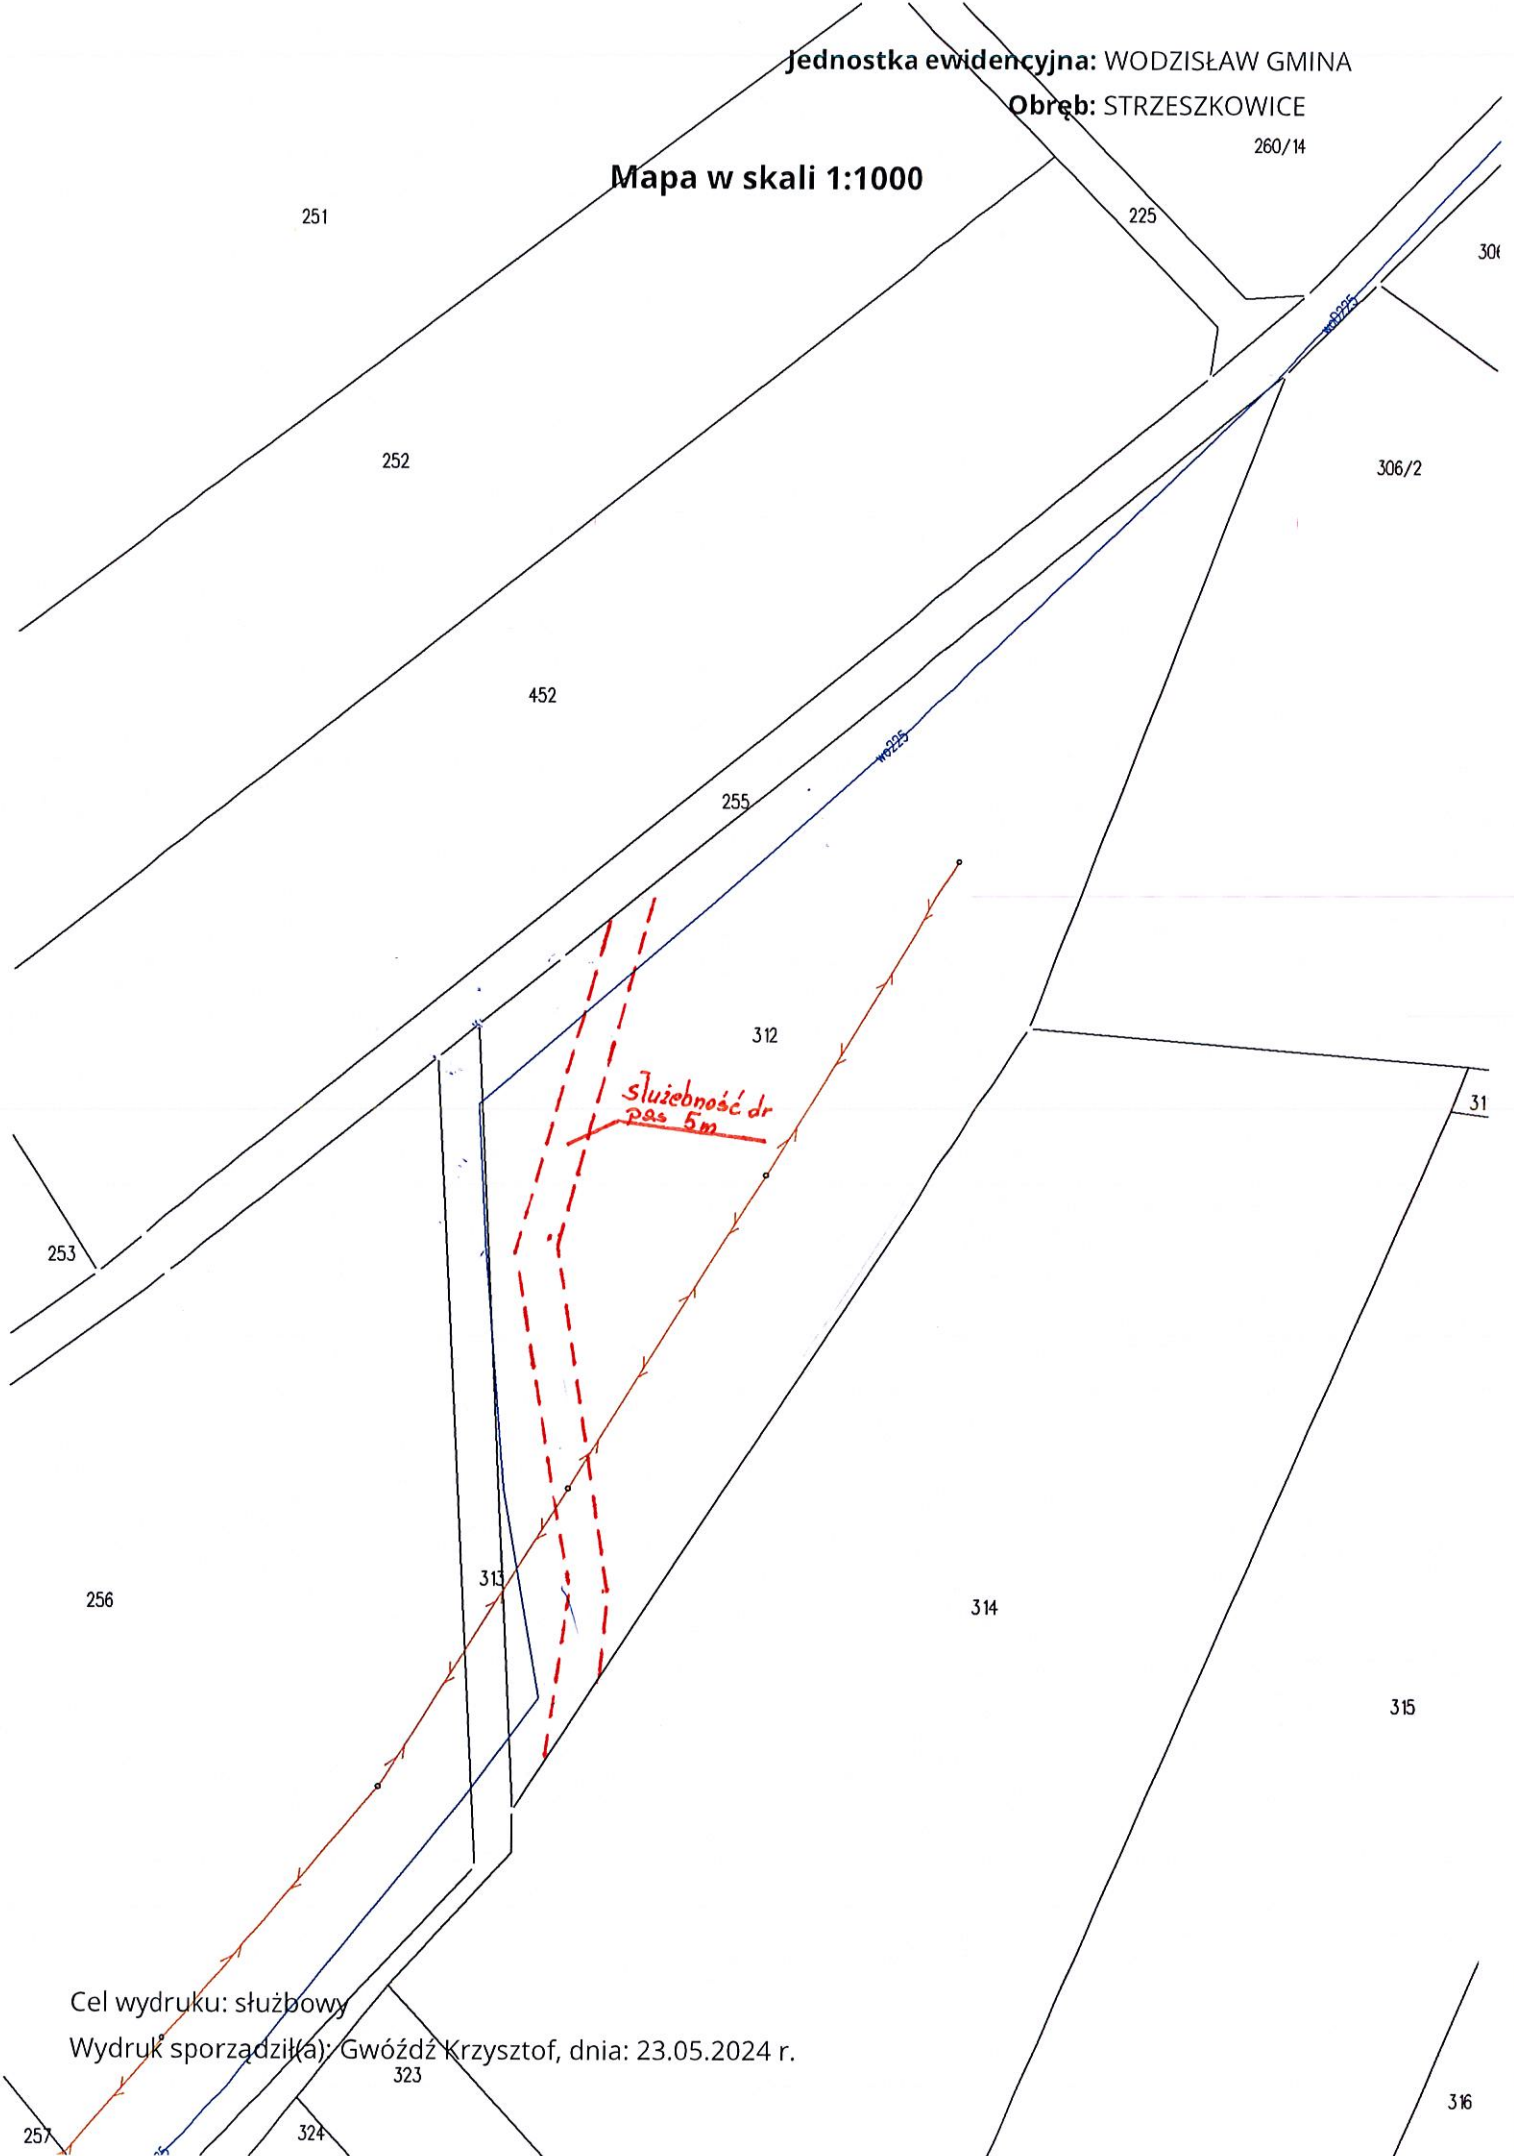 Jednostka ewidencyjna: WODZISŁAW GMINA
Obręb: STRZESZKOWICE
260/14
Mapa w skali 1:1000
251
225
306
woD225
252
306/2
452
wo225
255
312
służebność dr
pas 5m
31
253
313
256
314
315
Cel wydruku: służbowy
Wydruk sporządził(a): Gwóźdź Krzysztof, dnia: 23.05.2024 r.
323
316
257
324